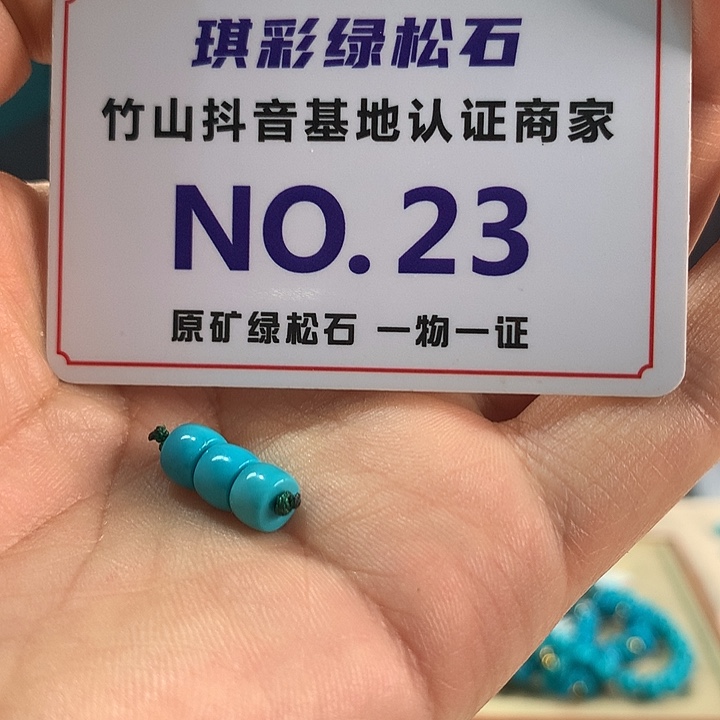 琪彩绿松石
竹山抖音基地认证商家
NO.23
原矿绿松石 一物一证